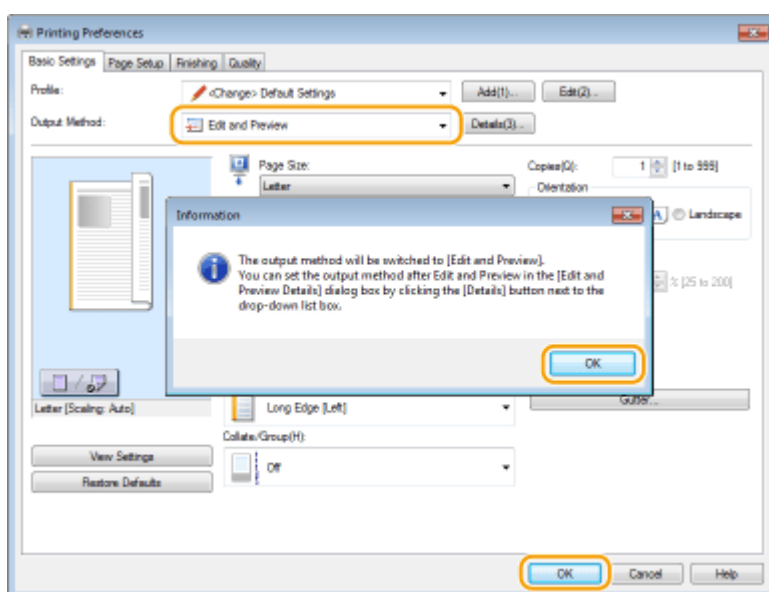 Printing Preferences
Basic Settings Page Setup Finishing Quality
Profile: <Change> Default Settings Add(1)... Edit(2)...
Output Method: Edit and Preview Details(3)...
Page Size: Copies(Q): 1 [1 to 999]
Letter Orientation
A Landscape
Information
The output method will be switched to [Edit and Preview].
You can set the output method after Edit and Preview in the [Edit and
Preview Details] dialog box by clicking the [Details] button next to the
drop-down list box.
% [25 to 200]
OK
Letter [Scaling: Auto] Long Edge [Left] Gutter...
Collate/Group(H):
View Settings Off
Restore Defaults
OK Cancel Help